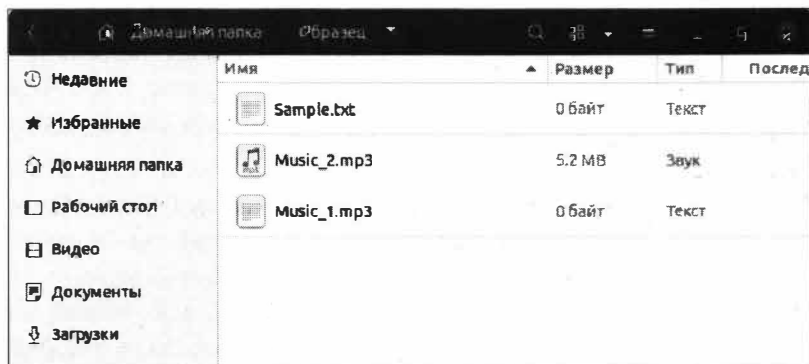 Домашняя папка Образец
Недавние
Избранные
Домашняя папка
Рабочий стол
Видео
Документы
Загрузки
Имя Размер Тип Послед
Sample.txt 0 байт Текст
Music_2.mp3 5.2 MB Звук
Music_1.mp3 0 байт Текст